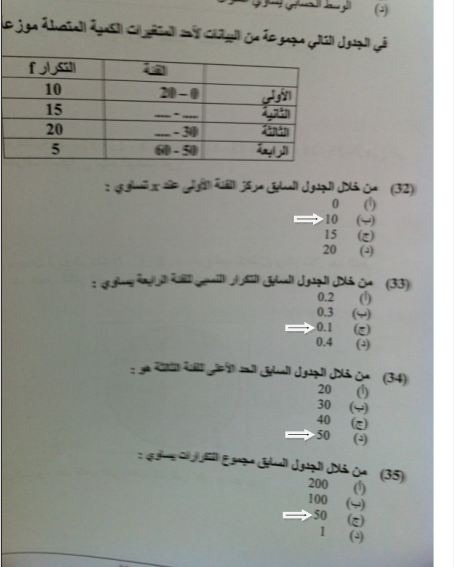 (د) الوسط الحسابي يساوي
في الجدول التالي مجموعة من البيانات لأحد المتغيرات الكمية المتصلة
الفئة التكرار f
الأولى 0 – 20 10
الثانية ---- - ---- 15
الثالثة 30 - ---- 20
الرابعة 50 - 60 5
(32) من خلال الجدول السابق مركز الفئة الأولى عند x تساوي :
(أ) 0
(ب) 10
(ج) 15
(د) 20
(33) من خلال الجدول السابق التكرار النسبي للفئة الرابعة يساوي :
(أ) 0.2
(ب) 0.3
(ج) 0.1
(د) 0.4
(34) من خلال الجدول السابق الحد الأعلى للفئة الثالثة هو :
(أ) 20
(ب) 30
(ج) 40
(د) 50
(35) من خلال الجدول السابق مجموع التكرارات يساوي :
(أ) 200
(ب) 100
(ج) 50
(د) 1